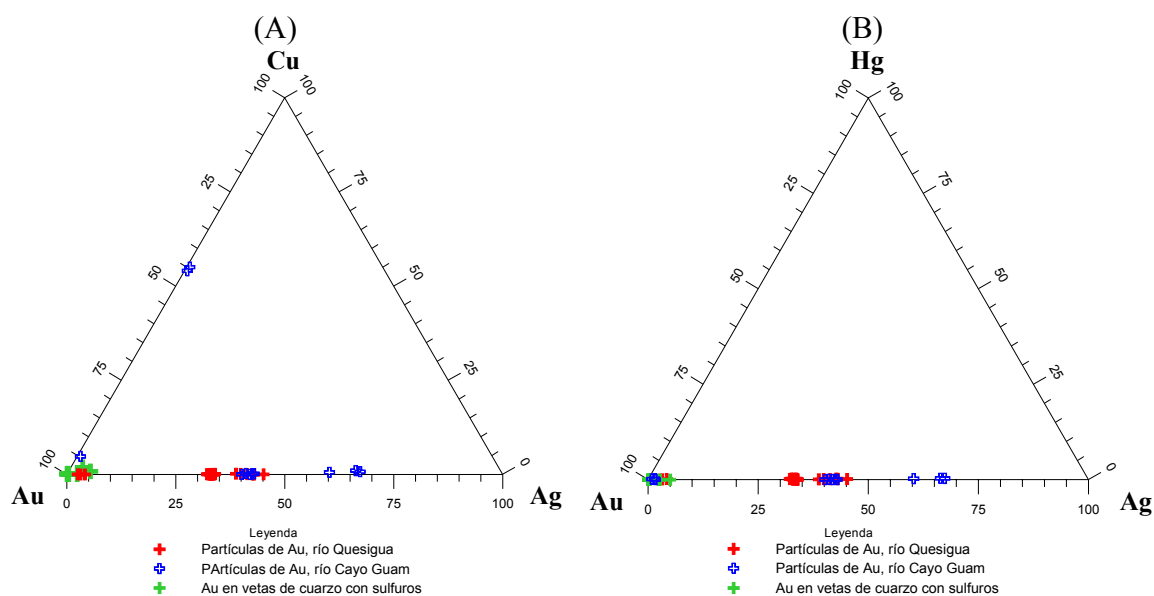 (A)
Cu
100 100
25
75
50
50
75
25
100
0
Au
Ag
0 25 50 75 100
Leyenda
Partículas de Au, río Quesigua
PArtículas de Au, río Cayo Guam
Au en vetas de cuarzo con sulfuros
(B)
Hg
100 100
25
75
50
50
75
25
100
0
Au
Ag
0 25 50 75 100
Leyenda
Partículas de Au, río Quesigua
Partículas de Au, río Cayo Guam
Au en vetas de cuarzo con sulfuros